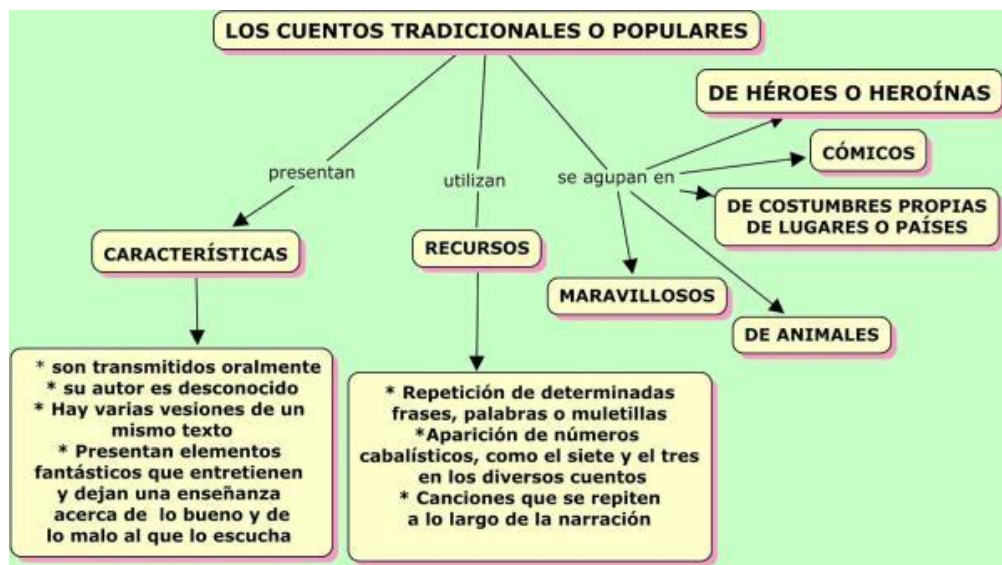 LOS CUENTOS TRADICIONALES O POPULARES
presentan
utilizan
se agupan en
DE HÉROES O HEROÍNAS
CÓMICOS
DE COSTUMBRES PROPIAS
DE LUGARES O PAÍSES
MARAVILLOSOS
DE ANIMALES
CARACTERÍSTICAS
* son transmitidos oralmente
* su autor es desconocido
* Hay varias vesiones de un
mismo texto
* Presentan elementos
fantásticos que entretienen
y dejan una enseñanza
acerca de lo bueno y de
lo malo al que lo escucha
RECURSOS
* Repetición de determinadas
frases, palabras o muletillas
*Aparición de números
cabalísticos, como el siete y el tres
en los diversos cuentos
* Canciones que se repiten
a lo largo de la narración